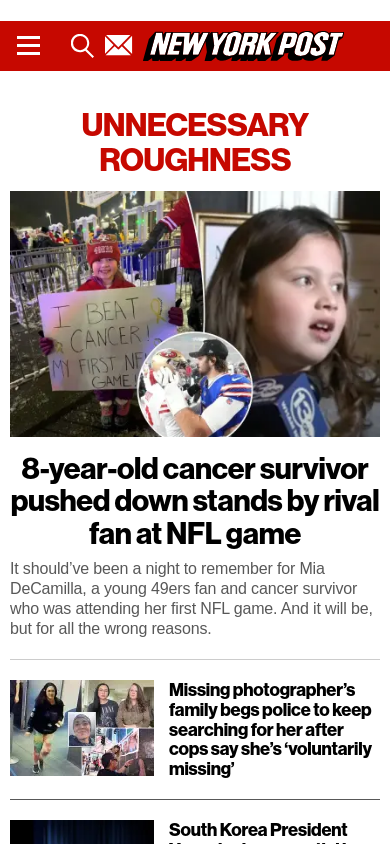 NEW YORK POST
UNNECESSARY
ROUGHNESS
I BEAT
CANCER!
MY FIRST NFL
GAME!
13
8-year-old cancer survivor
pushed down stands by rival
fan at NFL game
It should’ve been a night to remember for Mia
DeCamilla, a young 49ers fan and cancer survivor
who was attending her first NFL game. And it will be,
but for all the wrong reasons.
Missing photographer’s
family begs police to keep
searching for her after
cops say she’s ‘voluntarily
missing’
South Korea President